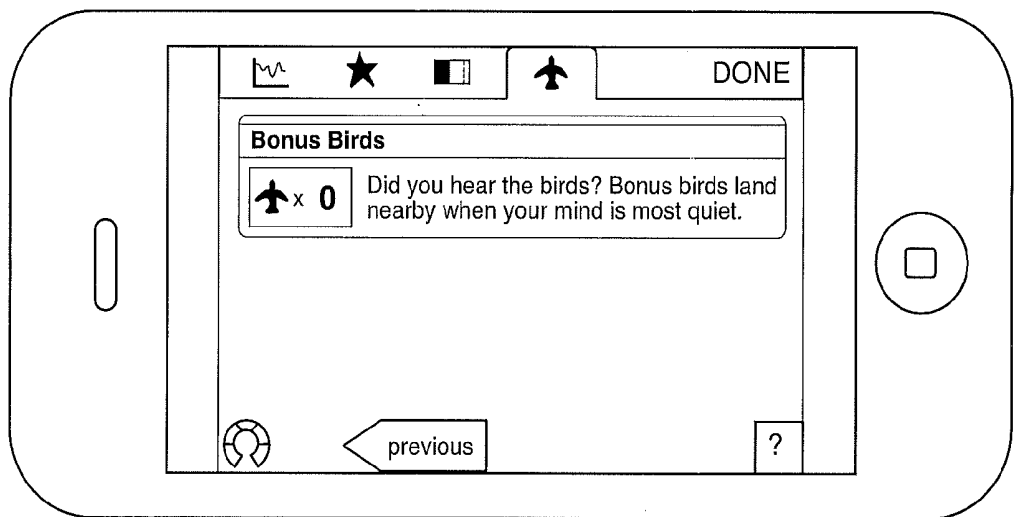 DONE
Bonus Birds
x 0
Did you hear the birds? Bonus birds land
nearby when your mind is most quiet.
previous
?